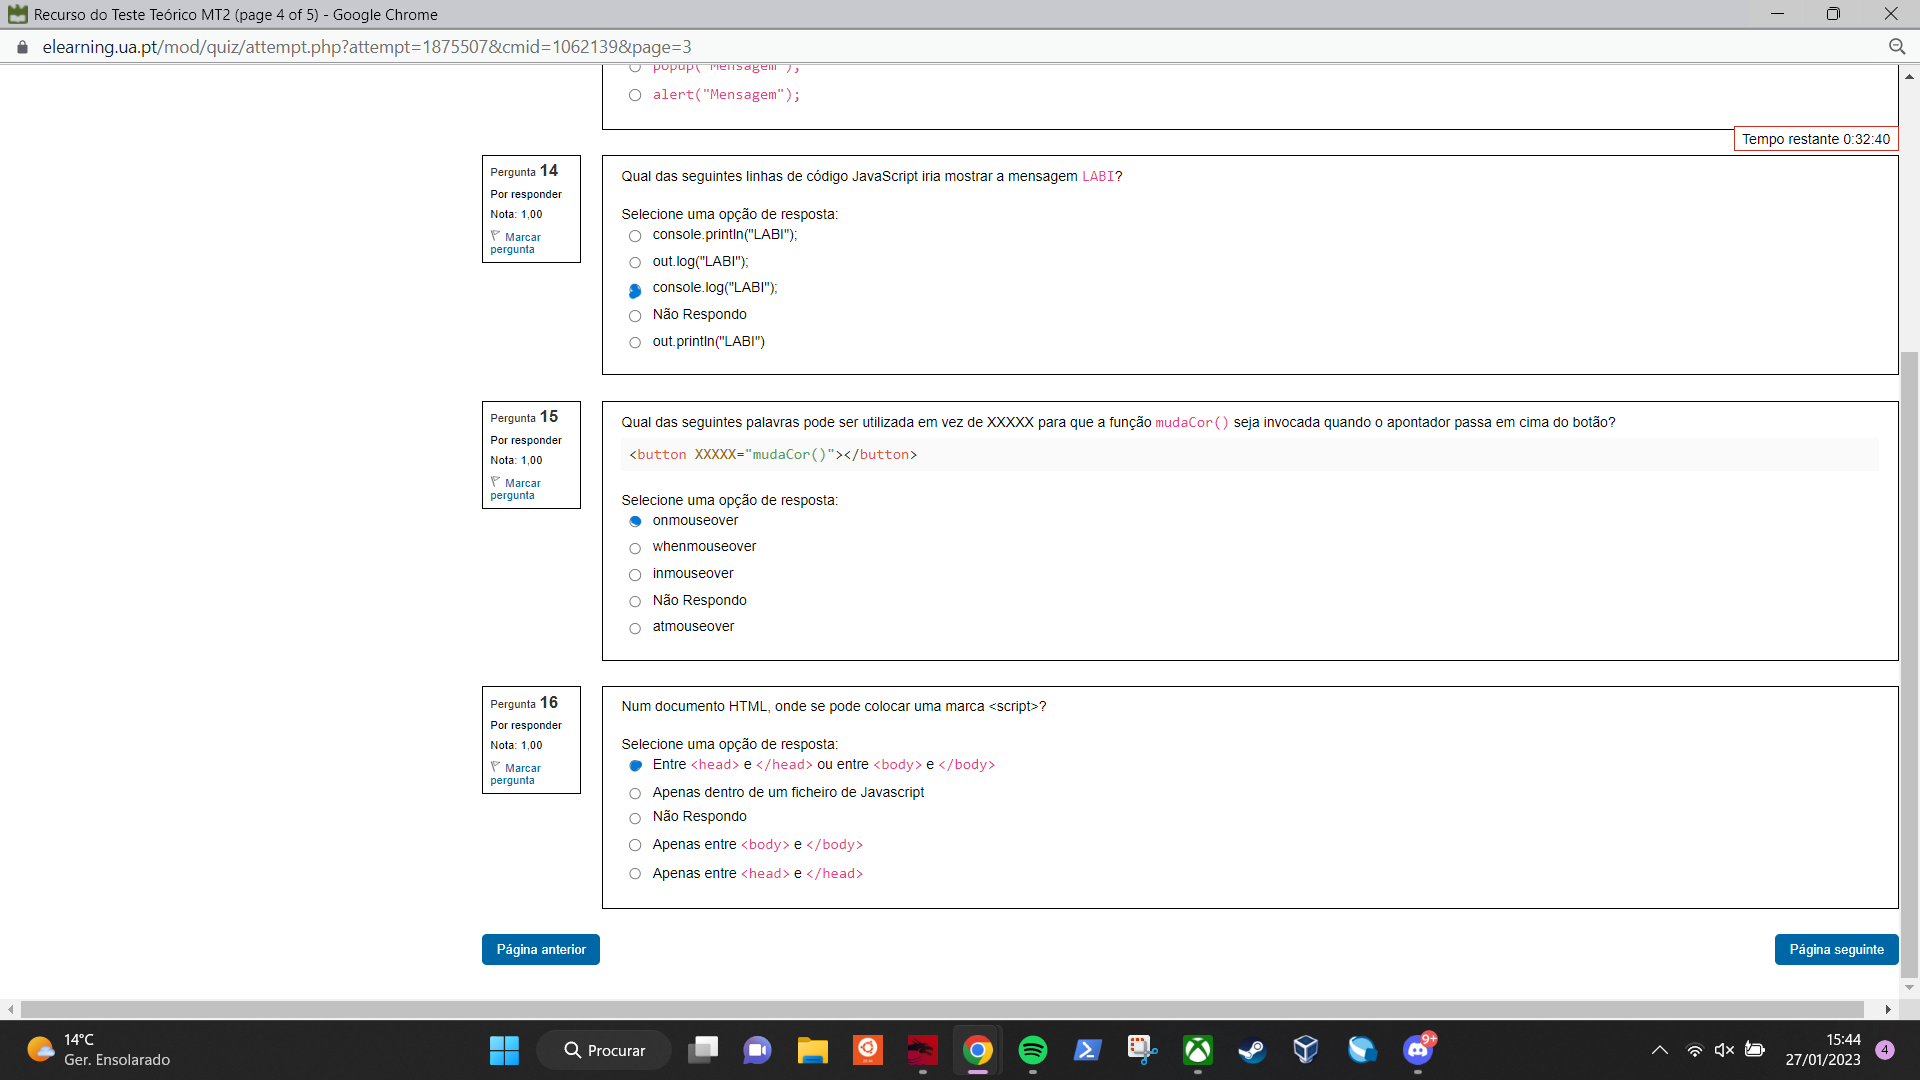 Recurso do Teste Teórico MT2 (page 4 of 5) - Google Chrome
elearning.ua.pt/mod/quiz/attempt.php?attempt=1875507&cmid=1062139&page=3
popup("Mensagem");
alert("Mensagem");
Tempo restante 0:32:40
Pergunta 14
Por responder
Nota: 1,00
Marcar
pergunta
Qual das seguintes linhas de código JavaScript iria mostrar a mensagem LABI?
Selecione uma opção de resposta:
console.println("LABI");
out.log("LABI");
console.log("LABI");
Não Respondo
out.println("LABI")
Pergunta 15
Por responder
Nota: 1,00
Marcar
pergunta
Qual das seguintes palavras pode ser utilizada em vez de XXXXX para que a função mudaCor() seja invocada quando o apontador passa em cima do botão?
<button XXXXX="mudaCor()"></button>
Selecione uma opção de resposta:
onmouseover
whenmouseover
inmouseover
Não Respondo
atmouseover
Pergunta 16
Por responder
Nota: 1,00
Marcar
pergunta
Num documento HTML, onde se pode colocar uma marca <script>?
Selecione uma opção de resposta:
Entre <head> e </head> ou entre <body> e </body>
Apenas dentro de um ficheiro de Javascript
Não Respondo
Apenas entre <body> e </body>
Apenas entre <head> e </head>
Página anterior
Página seguinte
14°C
Ger. Ensolarado
Procurar
9+
15:44
27/01/2023
4